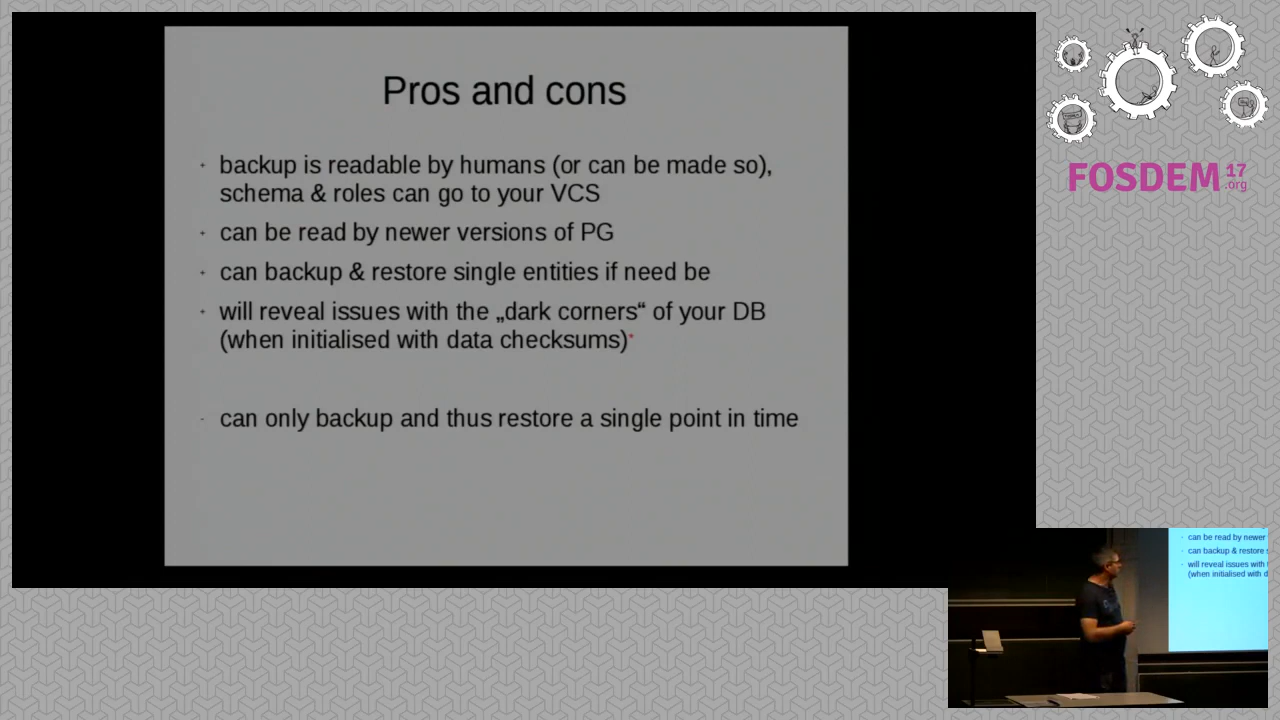 Pros and cons
+ backup is readable by humans (or can be made so),
schema & roles can go to your VCS
+ can be read by newer versions of PG
+ can backup & restore single entities if need be
+ will reveal issues with the „dark corners“ of your DB
(when initialised with data checksums)*
- can only backup and thus restore a single point in time
FOSDEM 17
.org
can be read by newer
can backup & restore
will reveal issues with
(when initialised with d